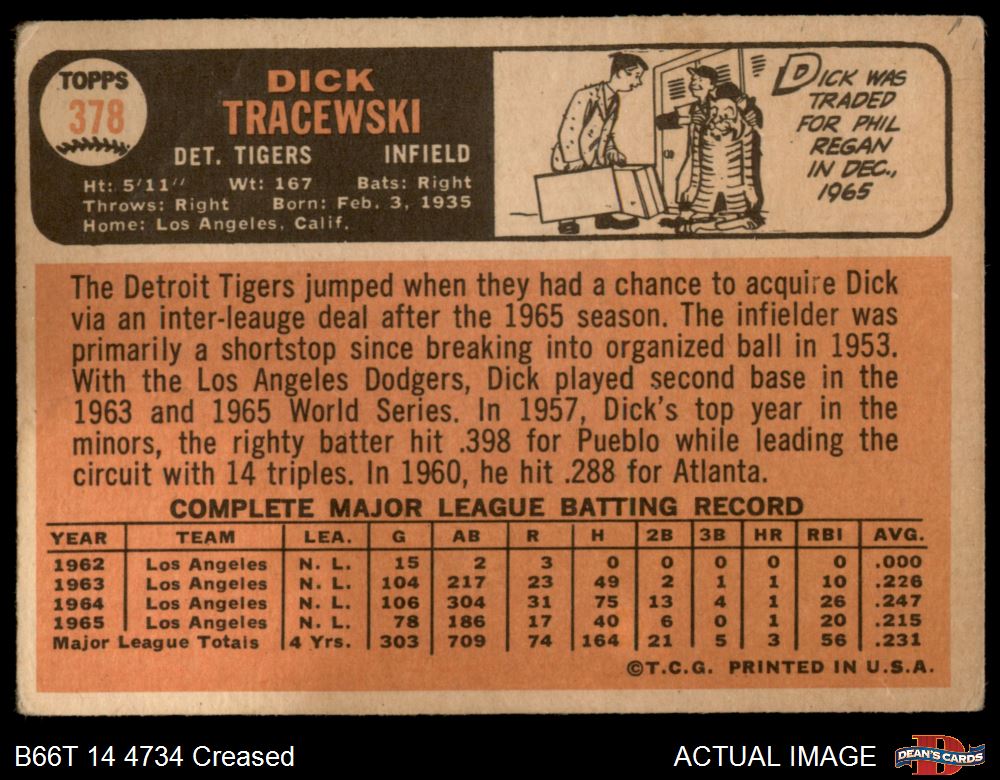 TOPPS
378
DICK
TRACEWSKI
DET. TIGERS INFIELD
Ht: 5'11" Wt: 167 Bats: Right
Throws: Right Born: Feb. 3, 1935
Home: Los Angeles, Calif.
DICK WAS
TRADED
FOR PHIL
REGAN
IN DEC.,
1965
The Detroit Tigers jumped when they had a chance to acquire Dick
via an inter-leauge deal after the 1965 season. The infielder was
primarily a shortstop since breaking into organized ball in 1953.
With the Los Angeles Dodgers, Dick played second base in the
1963 and 1965 World Series. In 1957, Dick's top year in the
minors, the righty batter hit .398 for Pueblo while leading the
circuit with 14 triples. In 1960, he hit .288 for Atlanta.
COMPLETE MAJOR LEAGUE BATTING RECORD
YEAR TEAM LEA. G AB R H 2B 3B HR RBI AVG.
1962 Los Angeles N. L. 15 2 3 0 0 0 0 0 .000
1963 Los Angeles N. L. 104 217 23 49 2 1 1 10 .226
1964 Los Angeles N. L. 106 304 31 75 13 4 1 26 .247
1965 Los Angeles N. L. 78 186 17 40 6 0 1 20 .215
Major League Totals 4 Yrs. 303 709 74 164 21 5 3 56 .231
©T.C.G. PRINTED IN U.S.A.
B66T 14 4734 Creased
ACTUAL IMAGE
D
DEAN'S CARDS